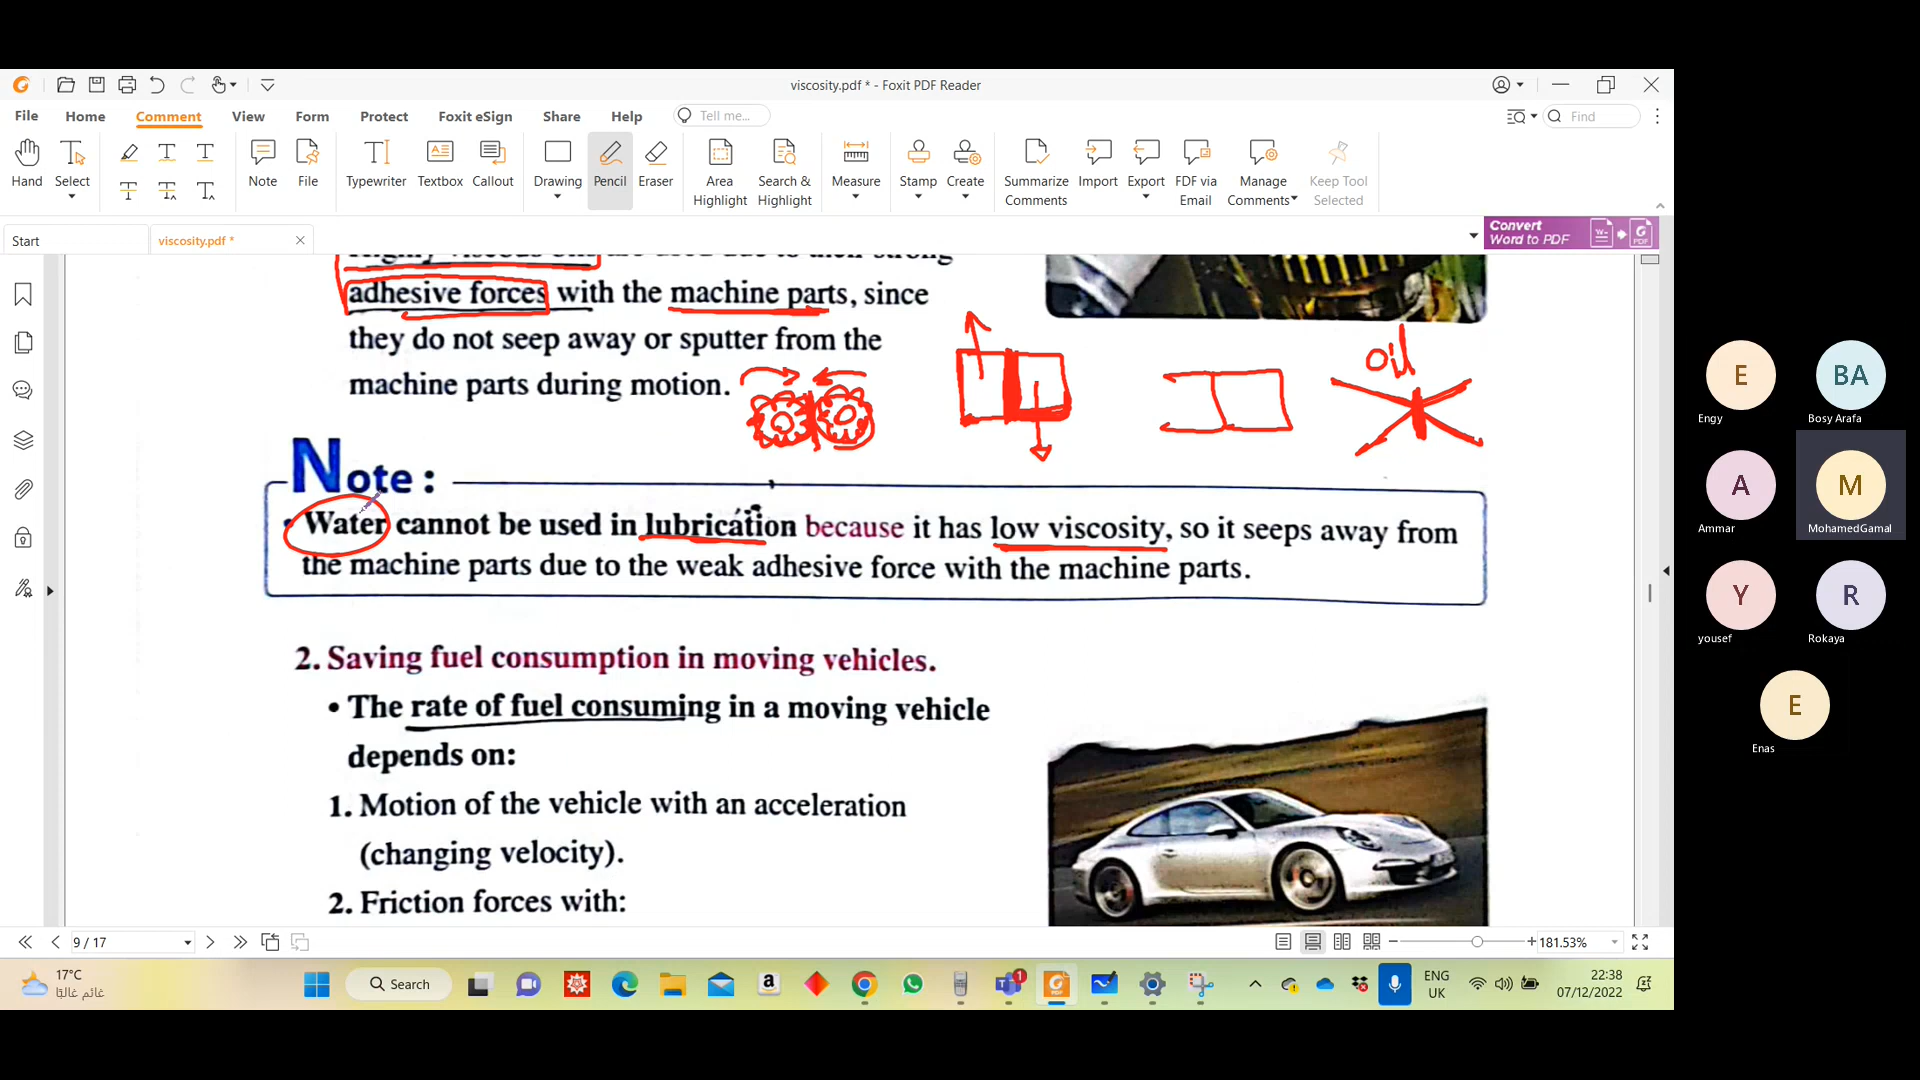 viscosity.pdf * - Foxit PDF Reader
File Home Comment View Form Protect Foxit eSign Share Help Tell me... Find
Hand Select Note File Typewriter Textbox Callout Drawing Pencil Eraser Area Highlight Search & Highlight Measure Stamp Create Summarize Comments Import Export FDF via Email Manage Comments Keep Tool Selected
Start viscosity.pdf * Convert Word to PDF
adhesive forces with the machine parts, since
they do not seep away or sputter from the
machine parts during motion.
oil
Note :
Water cannot be used in lubrication because it has low viscosity, so it seeps away from
the machine parts due to the weak adhesive force with the machine parts.
2. Saving fuel consumption in moving vehicles.
• The rate of fuel consuming in a moving vehicle
depends on:
1. Motion of the vehicle with an acceleration
(changing velocity).
2. Friction forces with:
E BA
Engy Bosy Arafa
A M
Ammar MohamedGamal
Y R
yousef Rokaya
E
Enas
9 / 17 181.53%
17°C
غائم غالبًا
Search
1
ENG
UK
22:38
07/12/2022